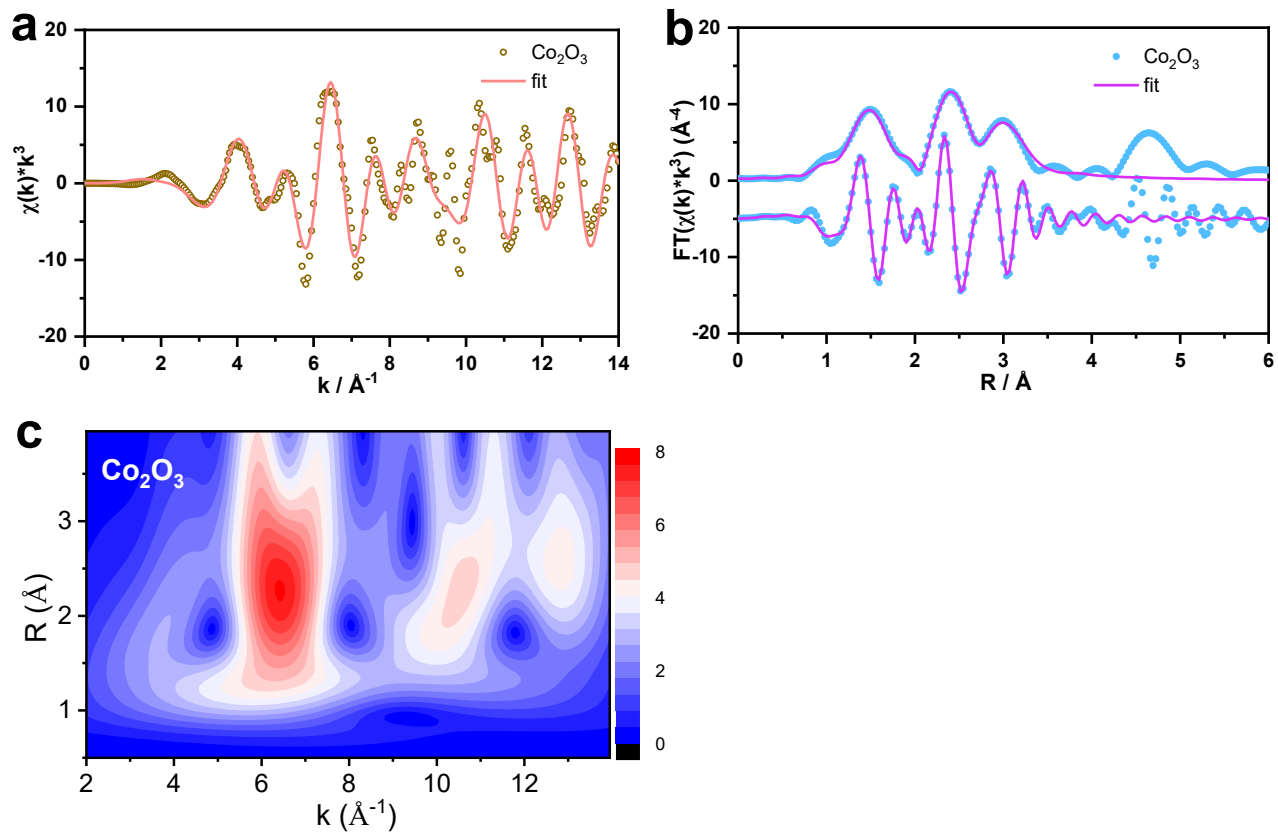 a
20
10
0
-10
-20
χ(k)*k³
Co₂O₃
fit
0 2 4 6 8 10 12 14
k / Å⁻¹
b
20
10
0
-10
-20
FT(χ(k)*k³) (Å⁻⁴)
Co₂O₃
fit
0 1 2 3 4 5 6
R / Å
c
Co₂O₃
3
2
1
R (Å)
2 4 6 8 10 12
k (Å⁻¹)
8
6
4
2
0